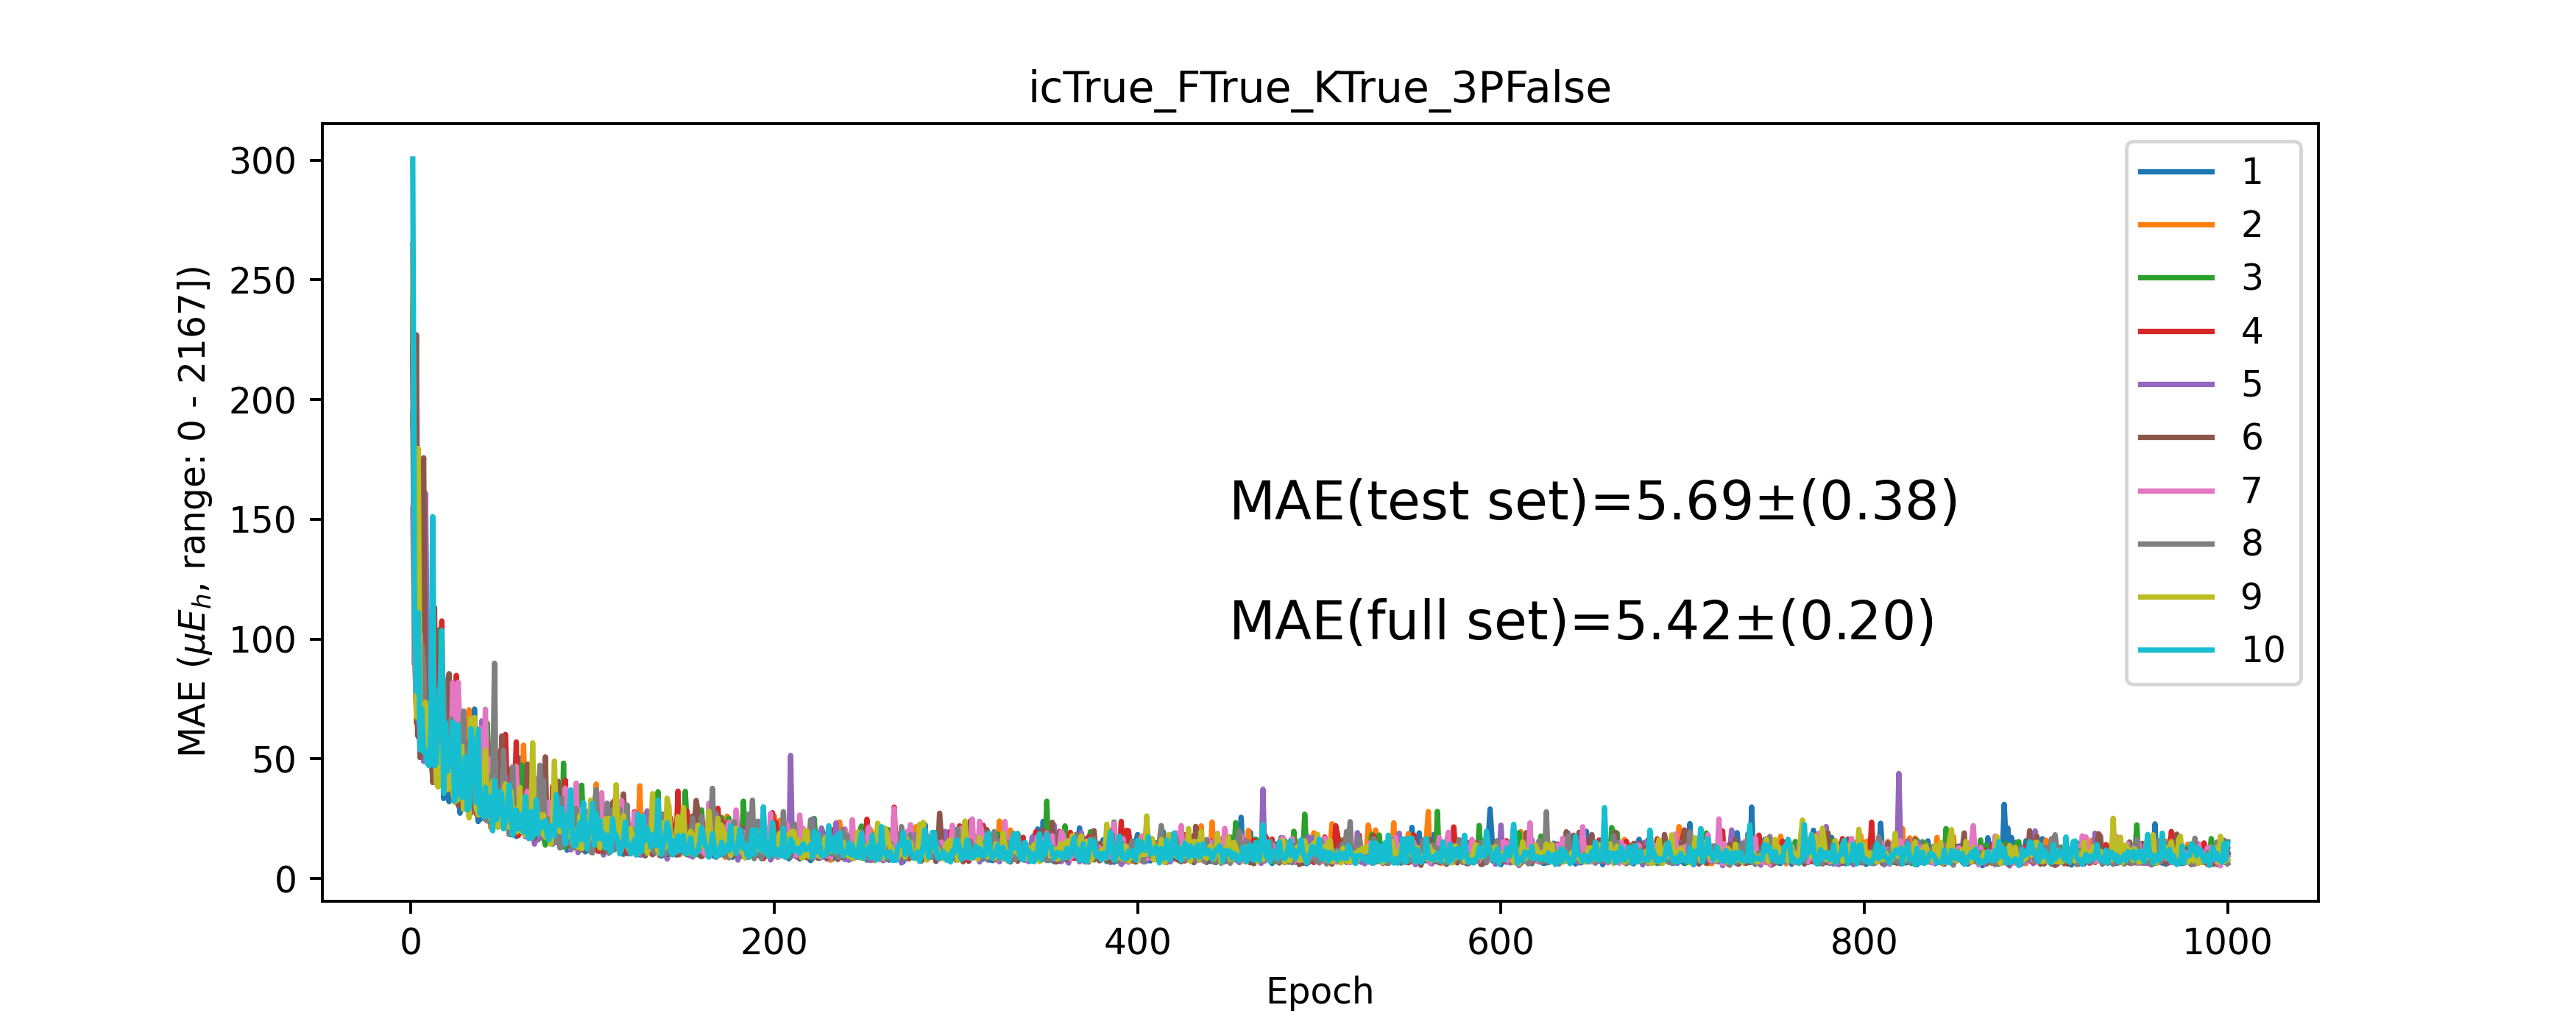 icTrue_FTrue_KTrue_3PFalse
MAE (μE_h, range: 0 - 2167])
300
250
200
150
100
50
0
MAE(test set)=5.69±(0.38)
MAE(full set)=5.42±(0.20)
1
2
3
4
5
6
7
8
9
10
0 200 400 600 800 1000
Epoch